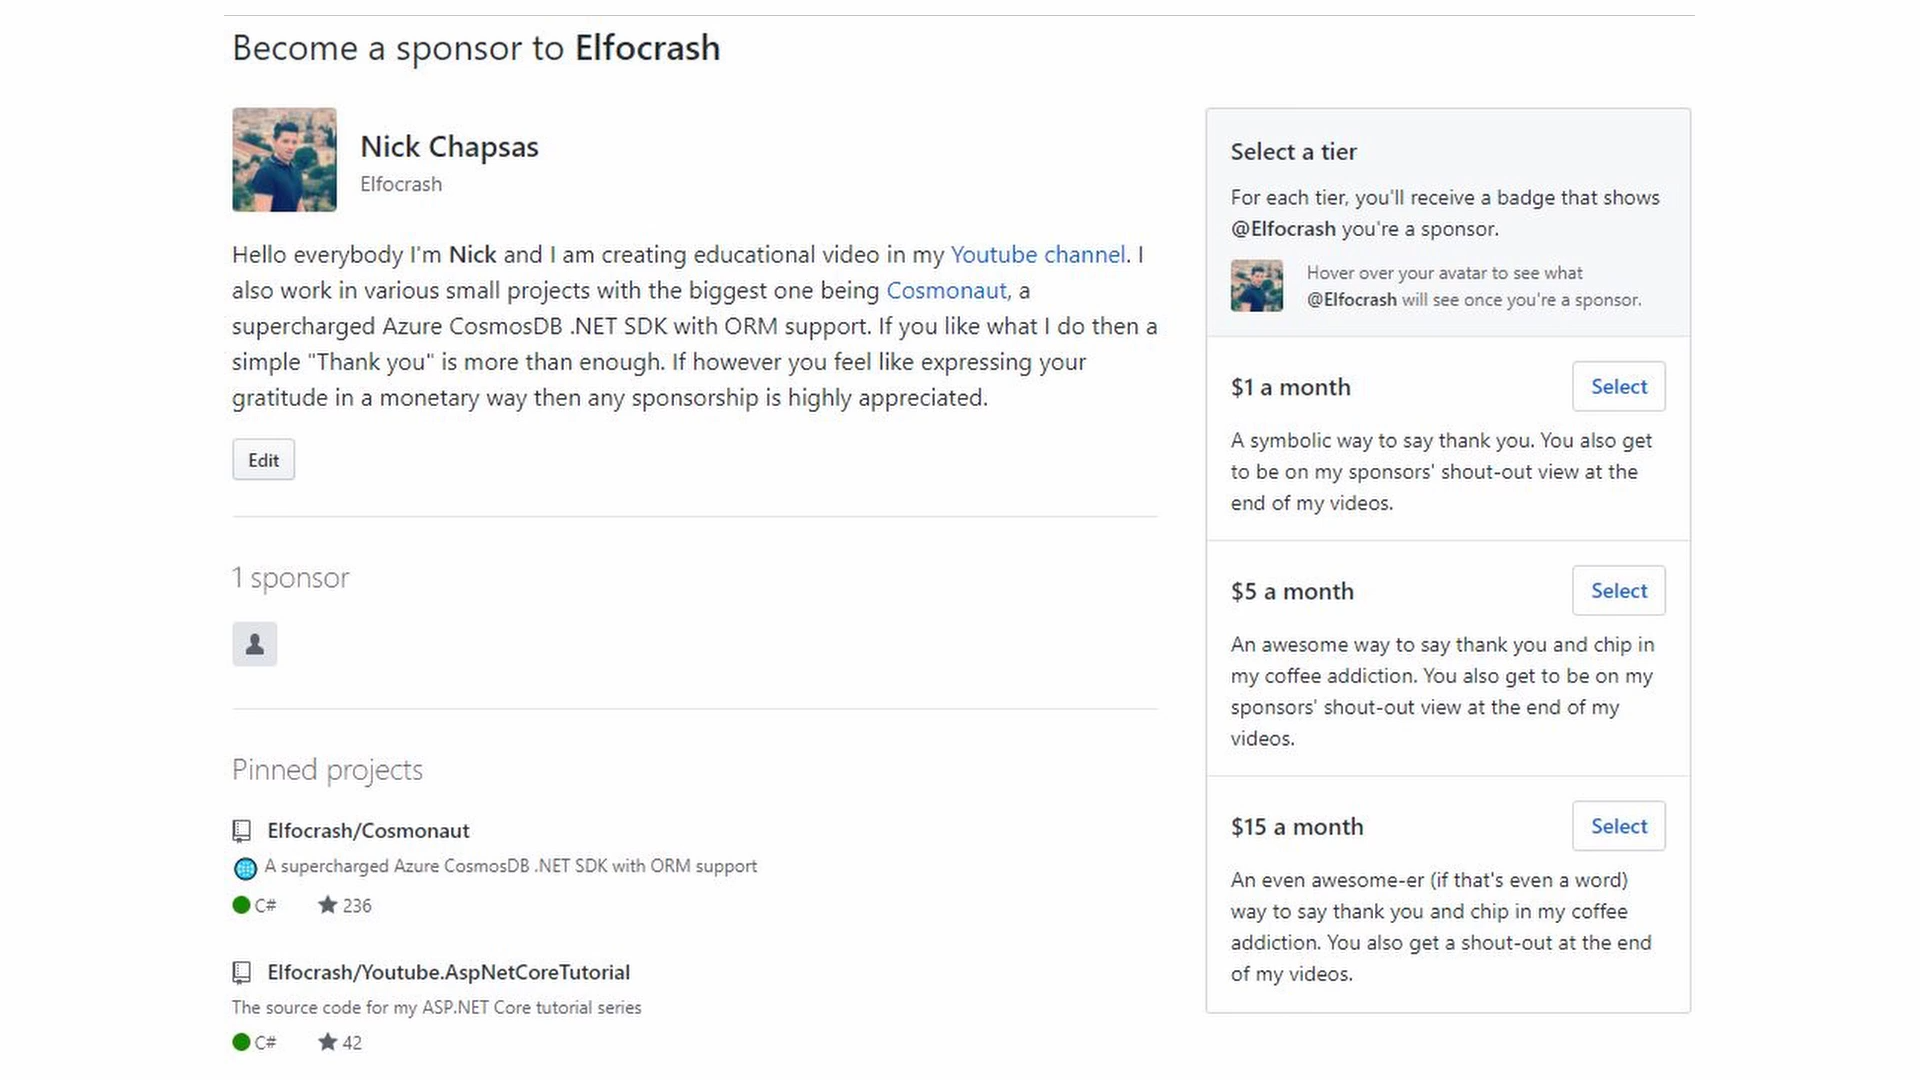 Become a sponsor to Elfocrash
Nick Chapsas
Elfocrash
Hello everybody I'm Nick and I am creating educational video in my Youtube channel. I
also work in various small projects with the biggest one being Cosmonaut, a
supercharged Azure CosmosDB .NET SDK with ORM support. If you like what I do then a
simple "Thank you" is more than enough. If however you feel like expressing your
gratitude in a monetary way then any sponsorship is highly appreciated.
Edit
1 sponsor
Pinned projects
Elfocrash/Cosmonaut
A supercharged Azure CosmosDB .NET SDK with ORM support
C# 236
Elfocrash/Youtube.AspNetCoreTutorial
The source code for my ASP.NET Core tutorial series
C# 42
Select a tier
For each tier, you'll receive a badge that shows
@Elfocrash you're a sponsor.
Hover over your avatar to see what
@Elfocrash will see once you're a sponsor.
$1 a month Select
A symbolic way to say thank you. You also get
to be on my sponsors' shout-out view at the
end of my videos.
$5 a month Select
An awesome way to say thank you and chip in
my coffee addiction. You also get to be on my
sponsors' shout-out view at the end of my
videos.
$15 a month Select
An even awesome-er (if that's even a word)
way to say thank you and chip in my coffee
addiction. You also get a shout-out at the end
of my videos.